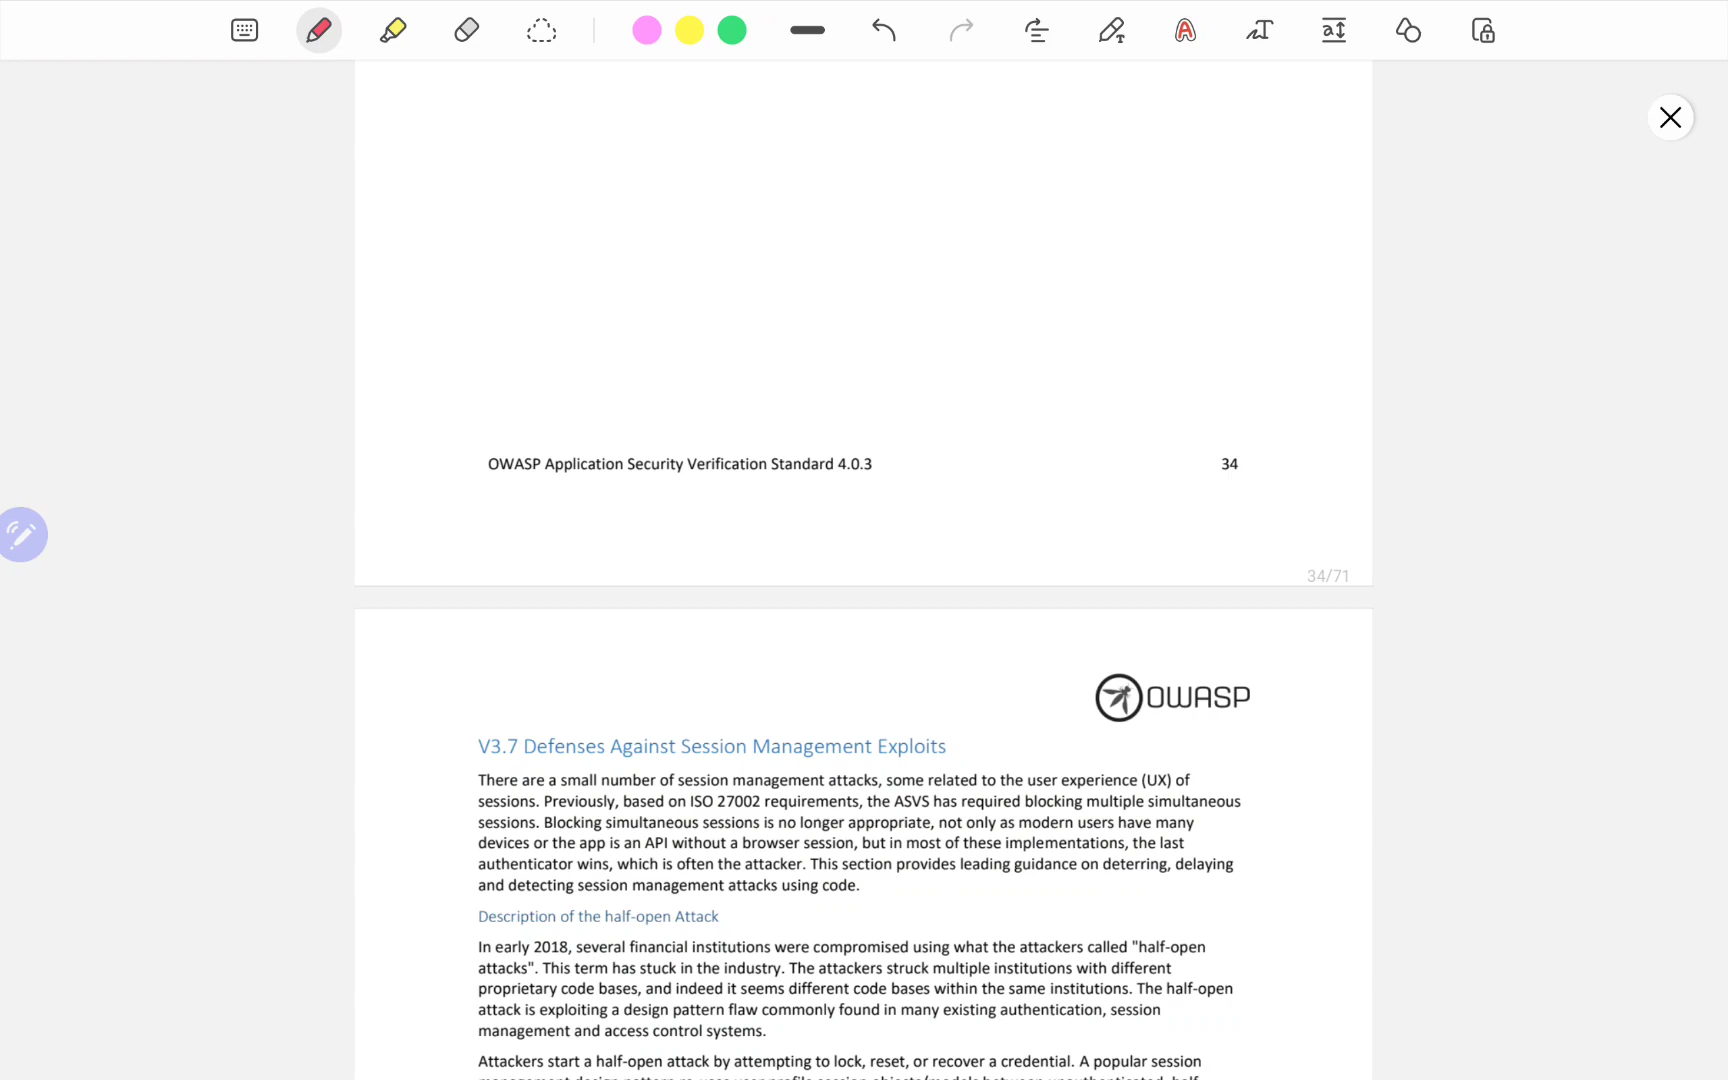 OWASP Application Security Verification Standard 4.0.3 34
34/71
OWASP
V3.7 Defenses Against Session Management Exploits
There are a small number of session management attacks, some related to the user experience (UX) of
sessions. Previously, based on ISO 27002 requirements, the ASVS has required blocking multiple simultaneous
sessions. Blocking simultaneous sessions is no longer appropriate, not only as modern users have many
devices or the app is an API without a browser session, but in most of these implementations, the last
authenticator wins, which is often the attacker. This section provides leading guidance on deterring, delaying
and detecting session management attacks using code.
Description of the half-open Attack
In early 2018, several financial institutions were compromised using what the attackers called "half-open
attacks". This term has stuck in the industry. The attackers struck multiple institutions with different
proprietary code bases, and indeed it seems different code bases within the same institutions. The half-open
attack is exploiting a design pattern flaw commonly found in many existing authentication, session
management and access control systems.
Attackers start a half-open attack by attempting to lock, reset, or recover a credential. A popular session